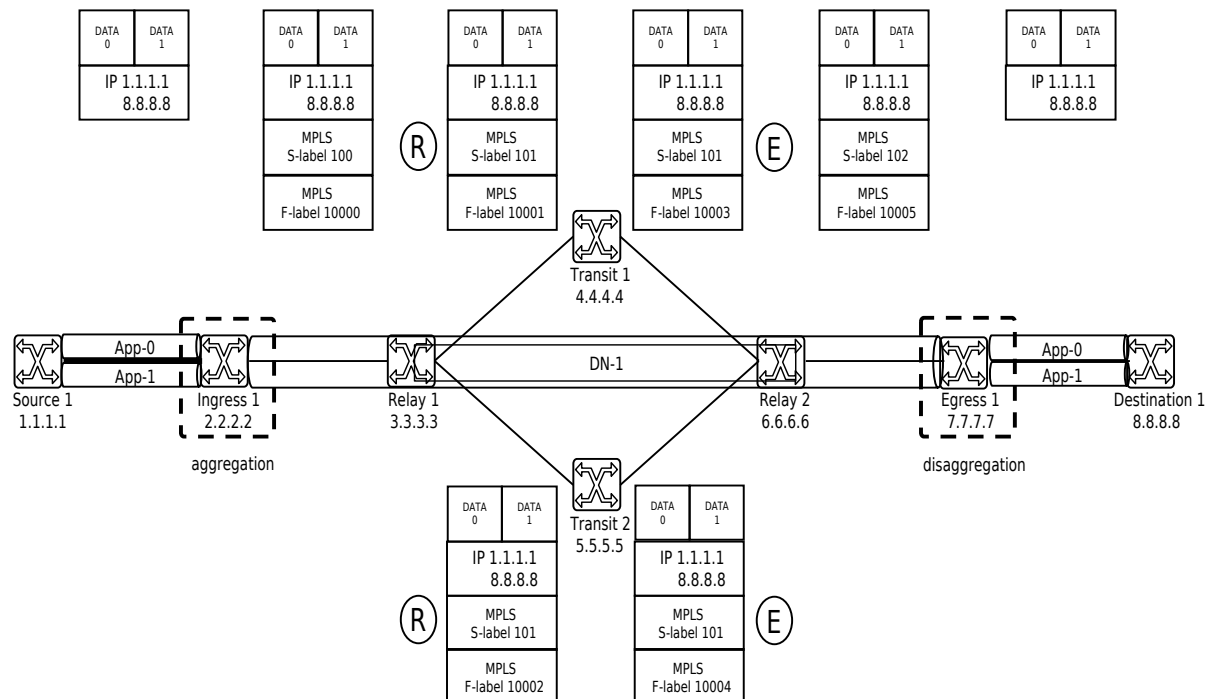 DATA
0
DATA
1
IP 1.1.1.1
8.8.8.8
DATA
0
DATA
1
IP 1.1.1.1
8.8.8.8
MPLS
S-label 100
MPLS
F-label 10000
R
DATA
0
DATA
1
IP 1.1.1.1
8.8.8.8
MPLS
S-label 101
MPLS
F-label 10001
DATA
0
DATA
1
IP 1.1.1.1
8.8.8.8
MPLS
S-label 101
MPLS
F-label 10003
E
DATA
0
DATA
1
IP 1.1.1.1
8.8.8.8
MPLS
S-label 102
MPLS
F-label 10005
DATA
0
DATA
1
IP 1.1.1.1
8.8.8.8
Transit 1
4.4.4.4
App-0
App-1
DN-1
App-0
App-1
Source 1
1.1.1.1
Ingress 1
2.2.2.2
Relay 1
3.3.3.3
Relay 2
6.6.6.6
Egress 1
7.7.7.7
Destination 1
8.8.8.8
aggregation
disaggregation
Transit 2
5.5.5.5
R
DATA
0
DATA
1
IP 1.1.1.1
8.8.8.8
MPLS
S-label 101
MPLS
F-label 10002
DATA
0
DATA
1
IP 1.1.1.1
8.8.8.8
MPLS
S-label 101
MPLS
F-label 10004
E